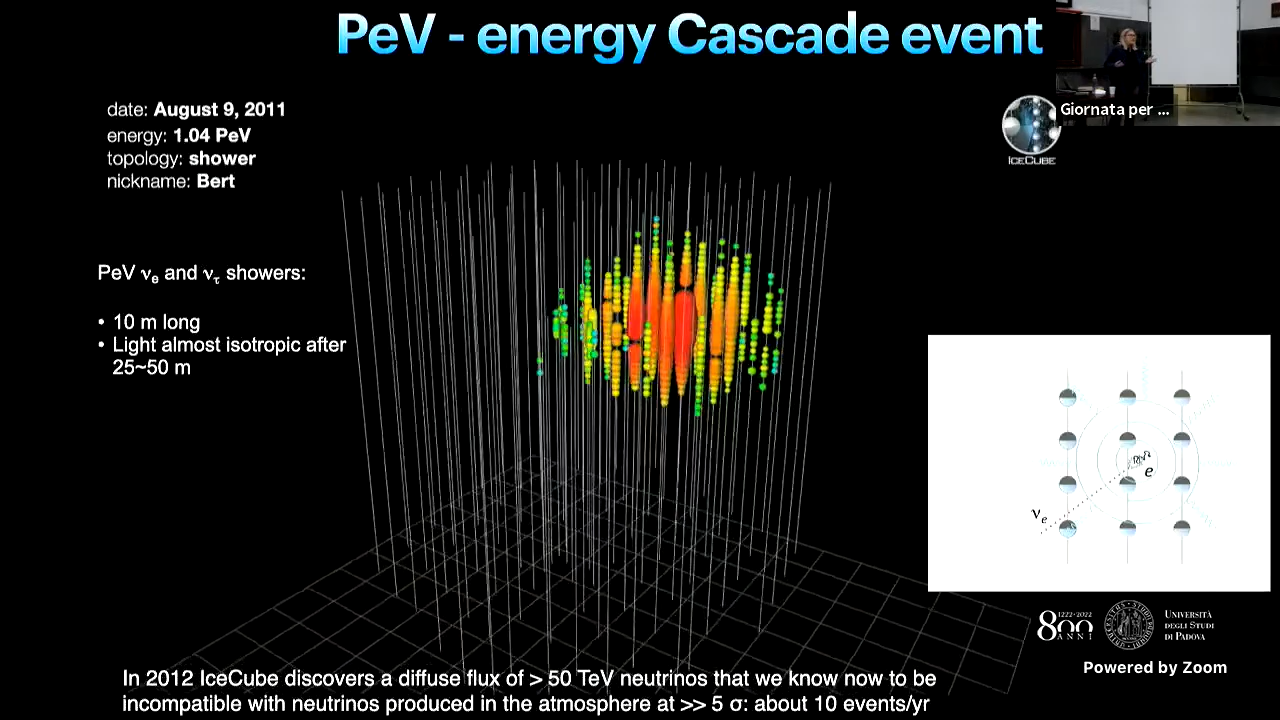 PeV - energy Cascade event
Giornata per ...
date: August 9, 2011
energy: 1.04 PeV
topology: shower
nickname: Bert
ICECUBE
PeV νe and ντ showers:
• 10 m long
• Light almost isotropic after
25~50 m
e
νe
1222·2022
800
ANNI
UNIVERSITÀ
DEGLI STUDI
DI PADOVA
Powered by Zoom
In 2012 IceCube discovers a diffuse flux of > 50 TeV neutrinos that we know now to be
incompatible with neutrinos produced in the atmosphere at >> 5 σ: about 10 events/yr